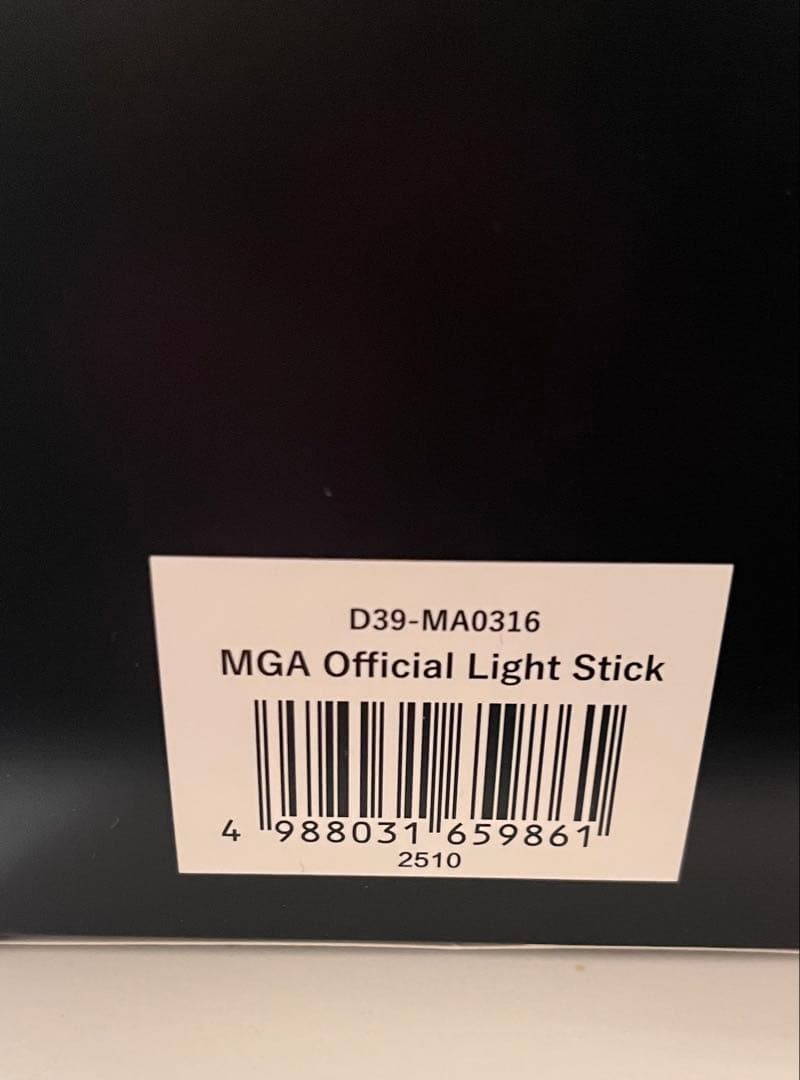 D39-MA0316
MGA Official Light Stick
4 988031 659861
2510